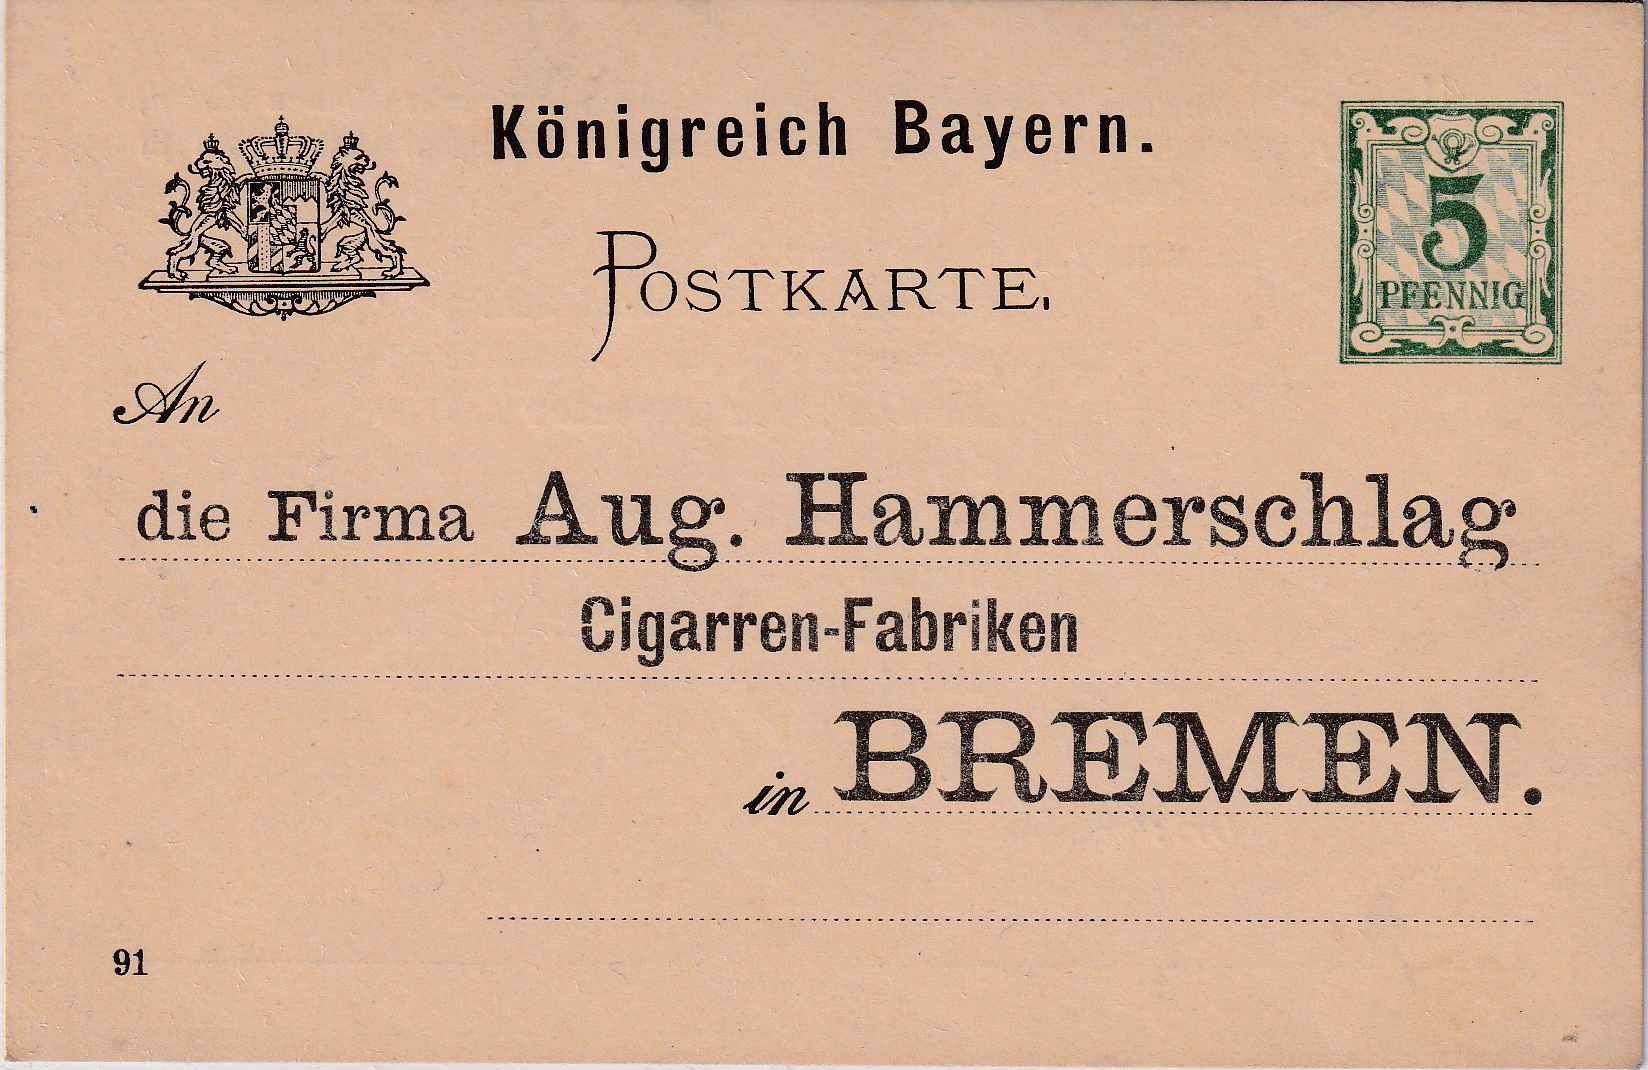 Königreich Bayern.
POSTKARTE.
5
PFENNIG
An
die Firma Aug. Hammerschlag
Cigarren-Fabriken
in BREMEN.
91